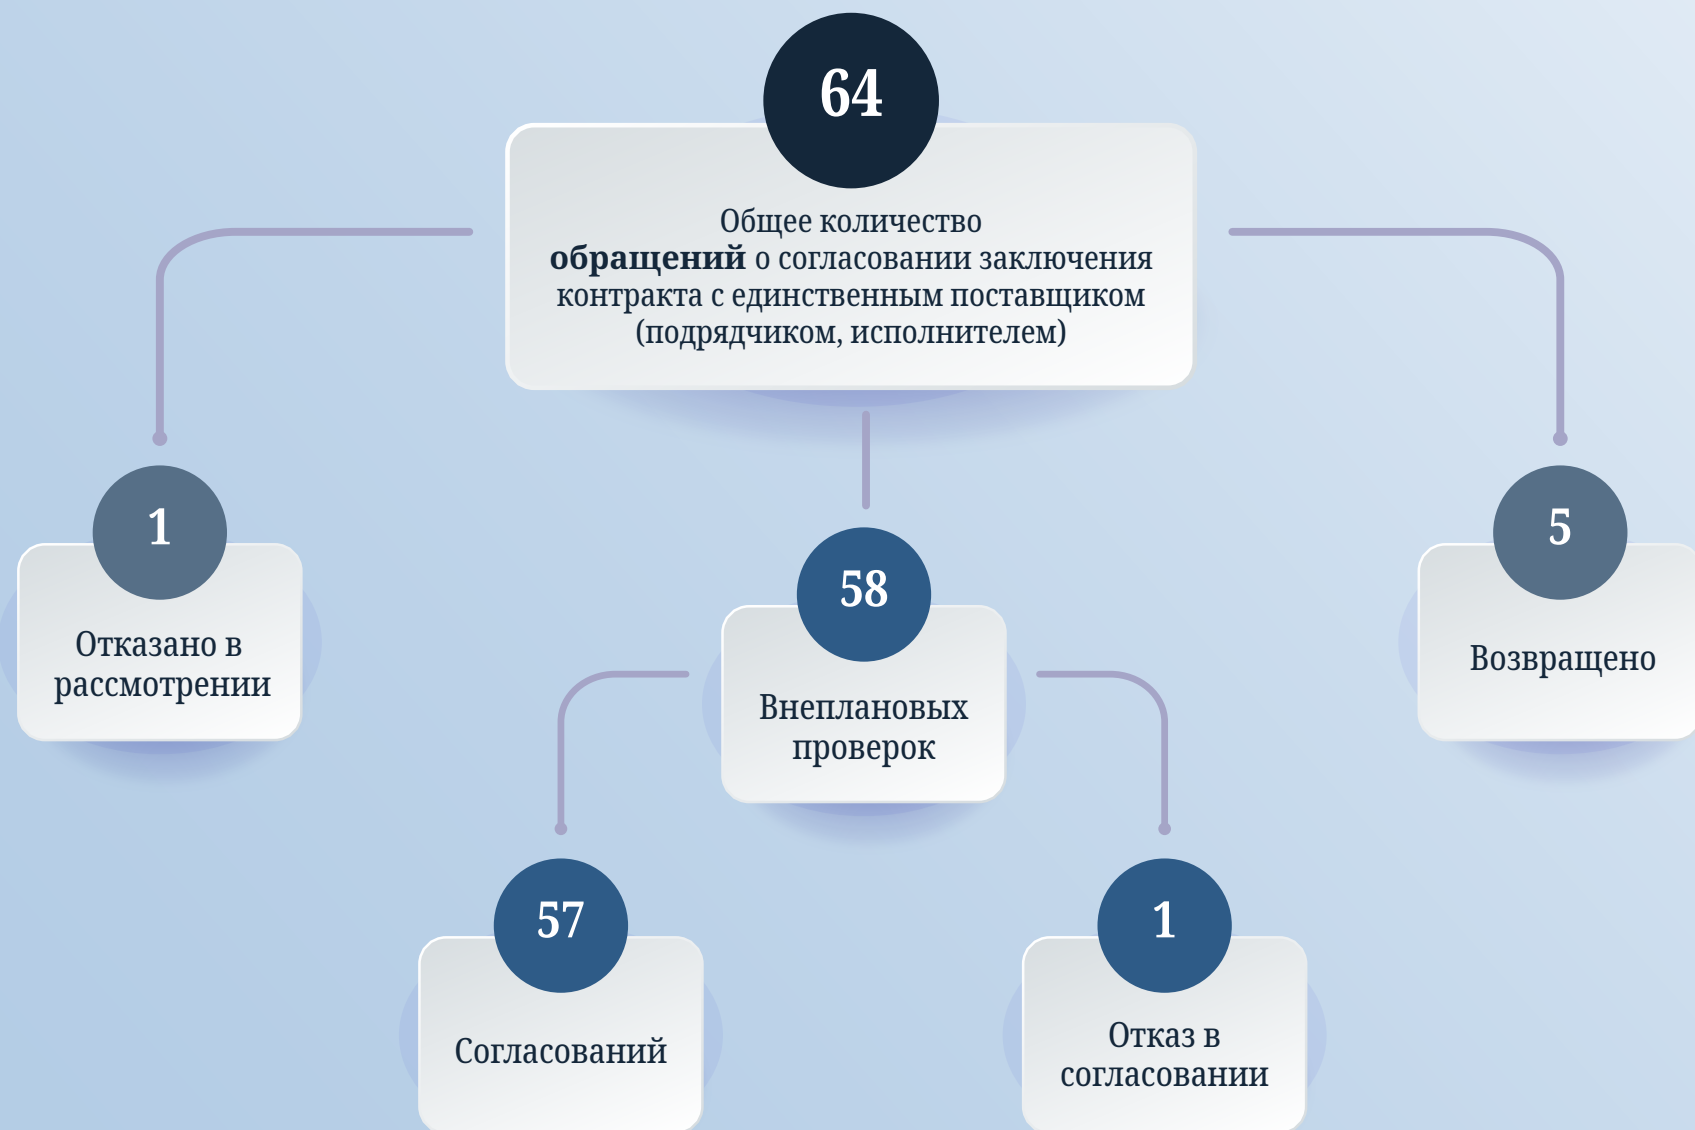 64
Общее количество
обращений о согласовании заключения
контракта с единственным поставщиком
(подрядчиком, исполнителем)
1
Отказано в
рассмотрении
58
Внеплановых
проверок
5
Возвращено
57
Согласований
1
Отказ в
согласовании